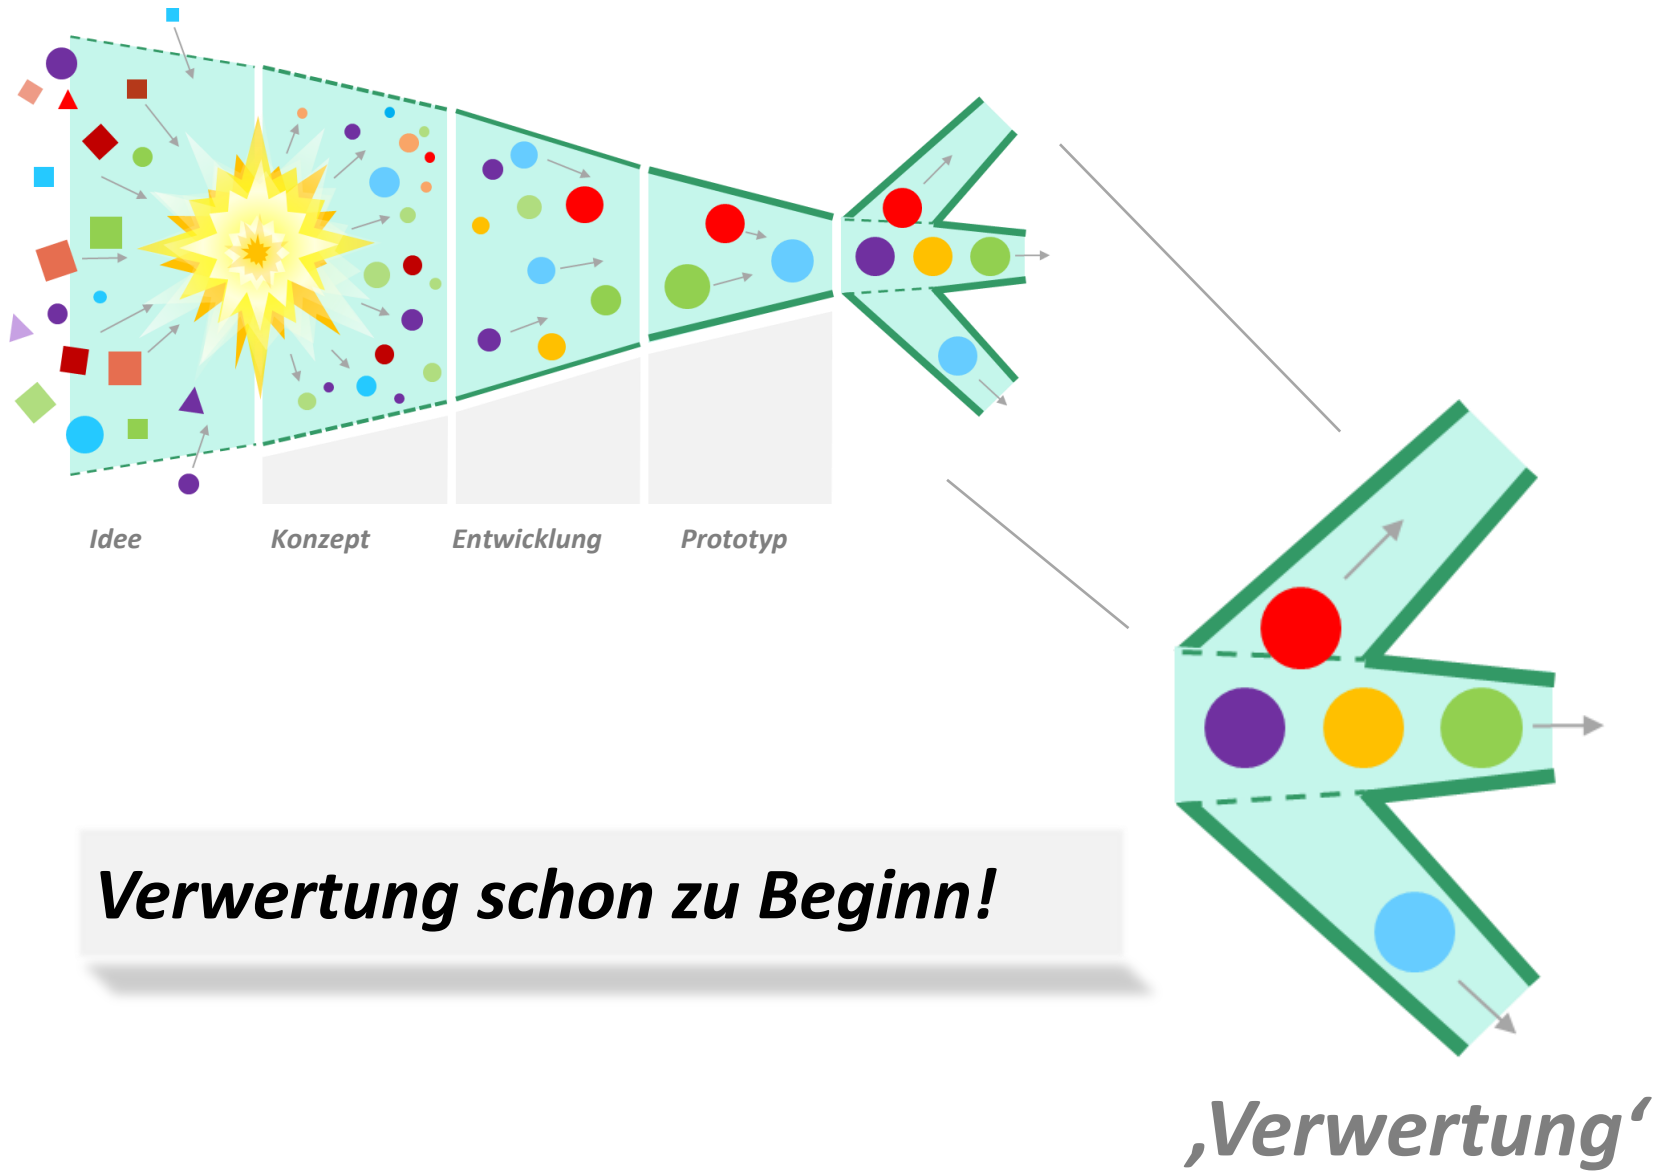 Idee
Konzept
Entwicklung
Prototyp
Verwertung schon zu Beginn!
‚Verwertung‘